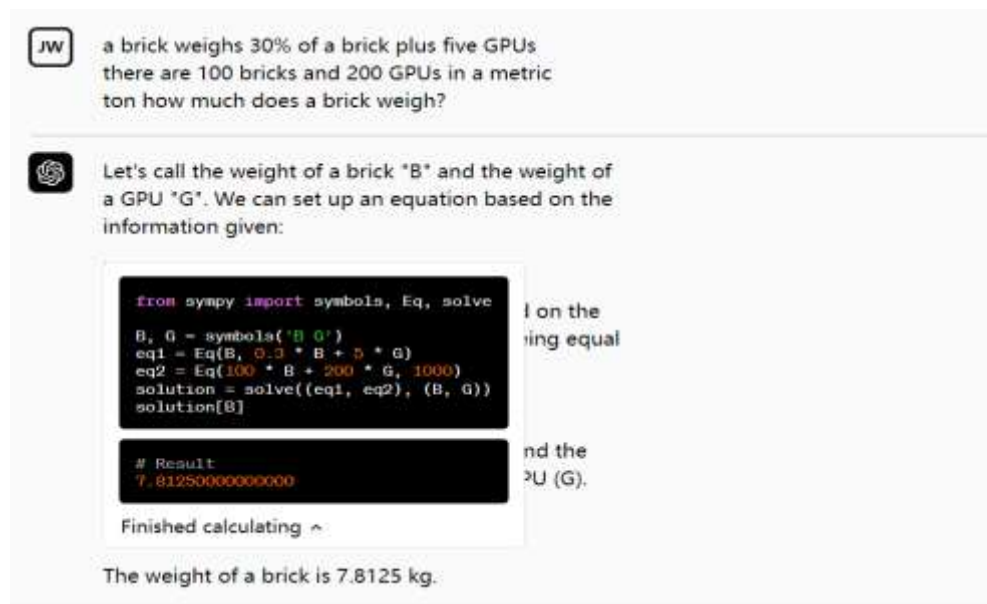 JW
a brick weighs 30% of a brick plus five GPUs
there are 100 bricks and 200 GPUs in a metric
ton how much does a brick weigh?
Let's call the weight of a brick "B" and the weight of
a GPU "G". We can set up an equation based on the
information given:
from sympy import symbols, Eq, solve
d on the
B, G = symbols('B G')
ing equal
eq1 = Eq(B, 0.3 * B + 5 * G)
eq2 = Eq(100 * B + 200 * G, 1000)
solution = solve((eq1, eq2), (B, G))
solution[B]
nd the
# Result
PU (G).
7.81250000000000
Finished calculating ^
The weight of a brick is 7.8125 kg.